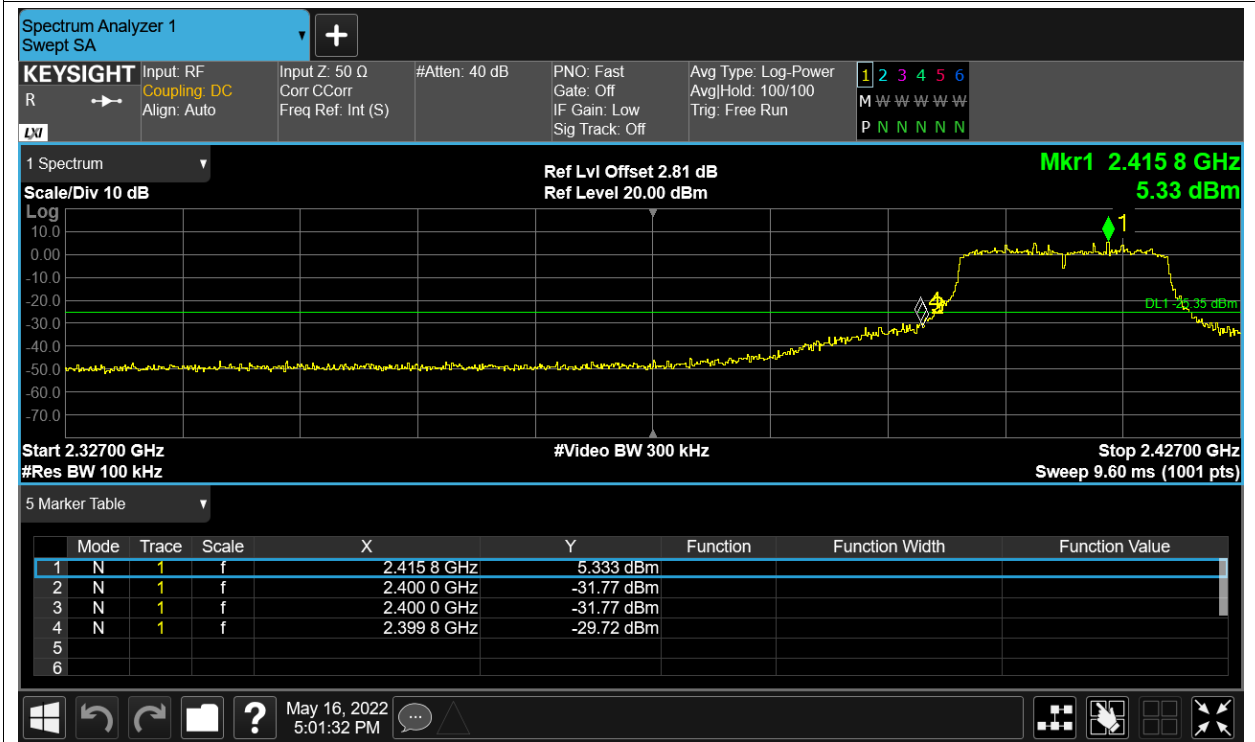 Spectrum Analyzer 1
Swept SA
KEYSIGHT Input: RF Input Z: 50 Ω #Atten: 40 dB PNO: Fast Avg Type: Log-Power 1 2 3 4 5 6
R Coupling: DC Corr CCorr Gate: Off Avg|Hold: 100/100 M W W W W W W
Align: Auto Freq Ref: Int (S) IF Gain: Low Trig: Free Run
LXI Sig Track: Off P N N N N N N
1 Spectrum Ref Lvl Offset 2.81 dB Mkr1 2.415 8 GHz
Scale/Div 10 dB Ref Level 20.00 dBm 5.33 dBm
Log
10.0 1
0.00
-10.0
-20.0 DL1 -25.35 dBm
-30.0
-40.0
-50.0
-60.0
-70.0
Start 2.32700 GHz #Video BW 300 kHz Stop 2.42700 GHz
#Res BW 100 kHz Sweep 9.60 ms (1001 pts)
5 Marker Table
Mode Trace Scale X Y Function Function Width Function Value
1 N 1 f 2.415 8 GHz 5.333 dBm
2 N 1 f 2.400 0 GHz -31.77 dBm
3 N 1 f 2.400 0 GHz -31.77 dBm
4 N 1 f 2.399 8 GHz -29.72 dBm
5
6
? May 16, 2022
5:01:32 PM